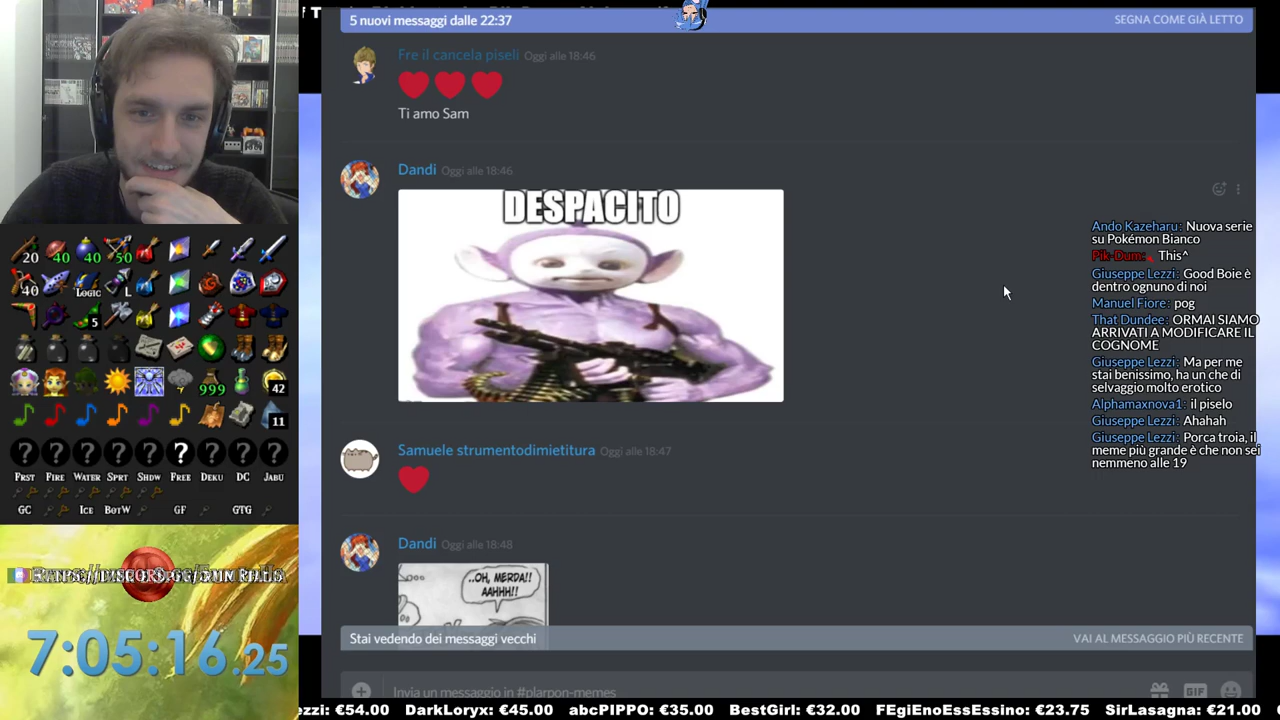 5 nuovi messaggi dalle 22:37
SEGNA COME GIÀ LETTO
Fre il cancela piseli Oggi alle 18:46
Ti amo Sam
Dandi Oggi alle 18:46
DESPACITO
Samuele strumentodimietitura Oggi alle 18:47
Dandi Oggi alle 18:48
..OH, MERDA!!
AAHHH!!
Stai vedendo dei messaggi vecchi
VAI AL MESSAGGIO PIÙ RECENTE
Invia un messaggio in #plarpon-memes
GIF
Ando Kazeharu: Nuova serie
su Pokémon Bianco
Pik-Dum: This^
Giuseppe Lezzi: Good Boie è
dentro ognuno di noi
Manuel Fiore: pog
That Dundee: ORMAI SIAMO
ARRIVATI A MODIFICARE IL
COGNOME
Giuseppe Lezzi: Ma per me
stai benissimo, ha un che di
selvaggio molto erotico
Alphamaxnova1: il piselo
Giuseppe Lezzi: Ahahah
Giuseppe Lezzi: Porca troia, il
meme più grande è che non sei
nemmeno alle 19
20 40 40 50
40 LOGIC L
5
999 42
11
? ? ? ? ? ? ? ? ?
FRST FIRE WATER SPRT SHDW FREE DEKU DC JABU
GC ICE BOTW GF GTG
7:05:16.25
ezzi: €54.00 DarkLoryx: €45.00 abcPIPPO: €35.00 BestGirl: €32.00 FEgiEnoEssEssino: €23.75 SirLasagna: €21.00